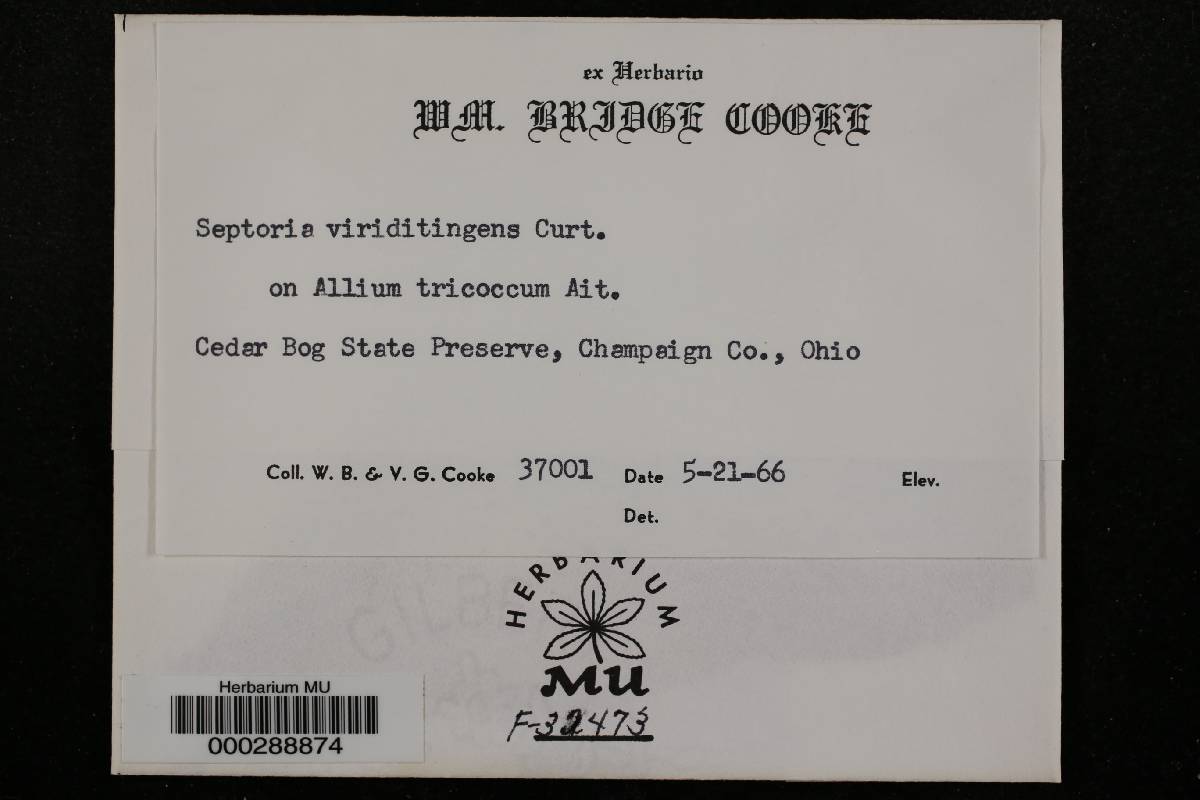 ex Herbario
WM. BRIDGE COOKE
Septoria viriditingens Curt.
on Allium tricoccum Ait.
Cedar Bog State Preserve, Champaign Co., Ohio
Coll. W. B. & V. G. Cooke 37001 Date 5-21-66 Elev.
Det.
HERBARIUM
MU
F-32473
Herbarium MU
000288874